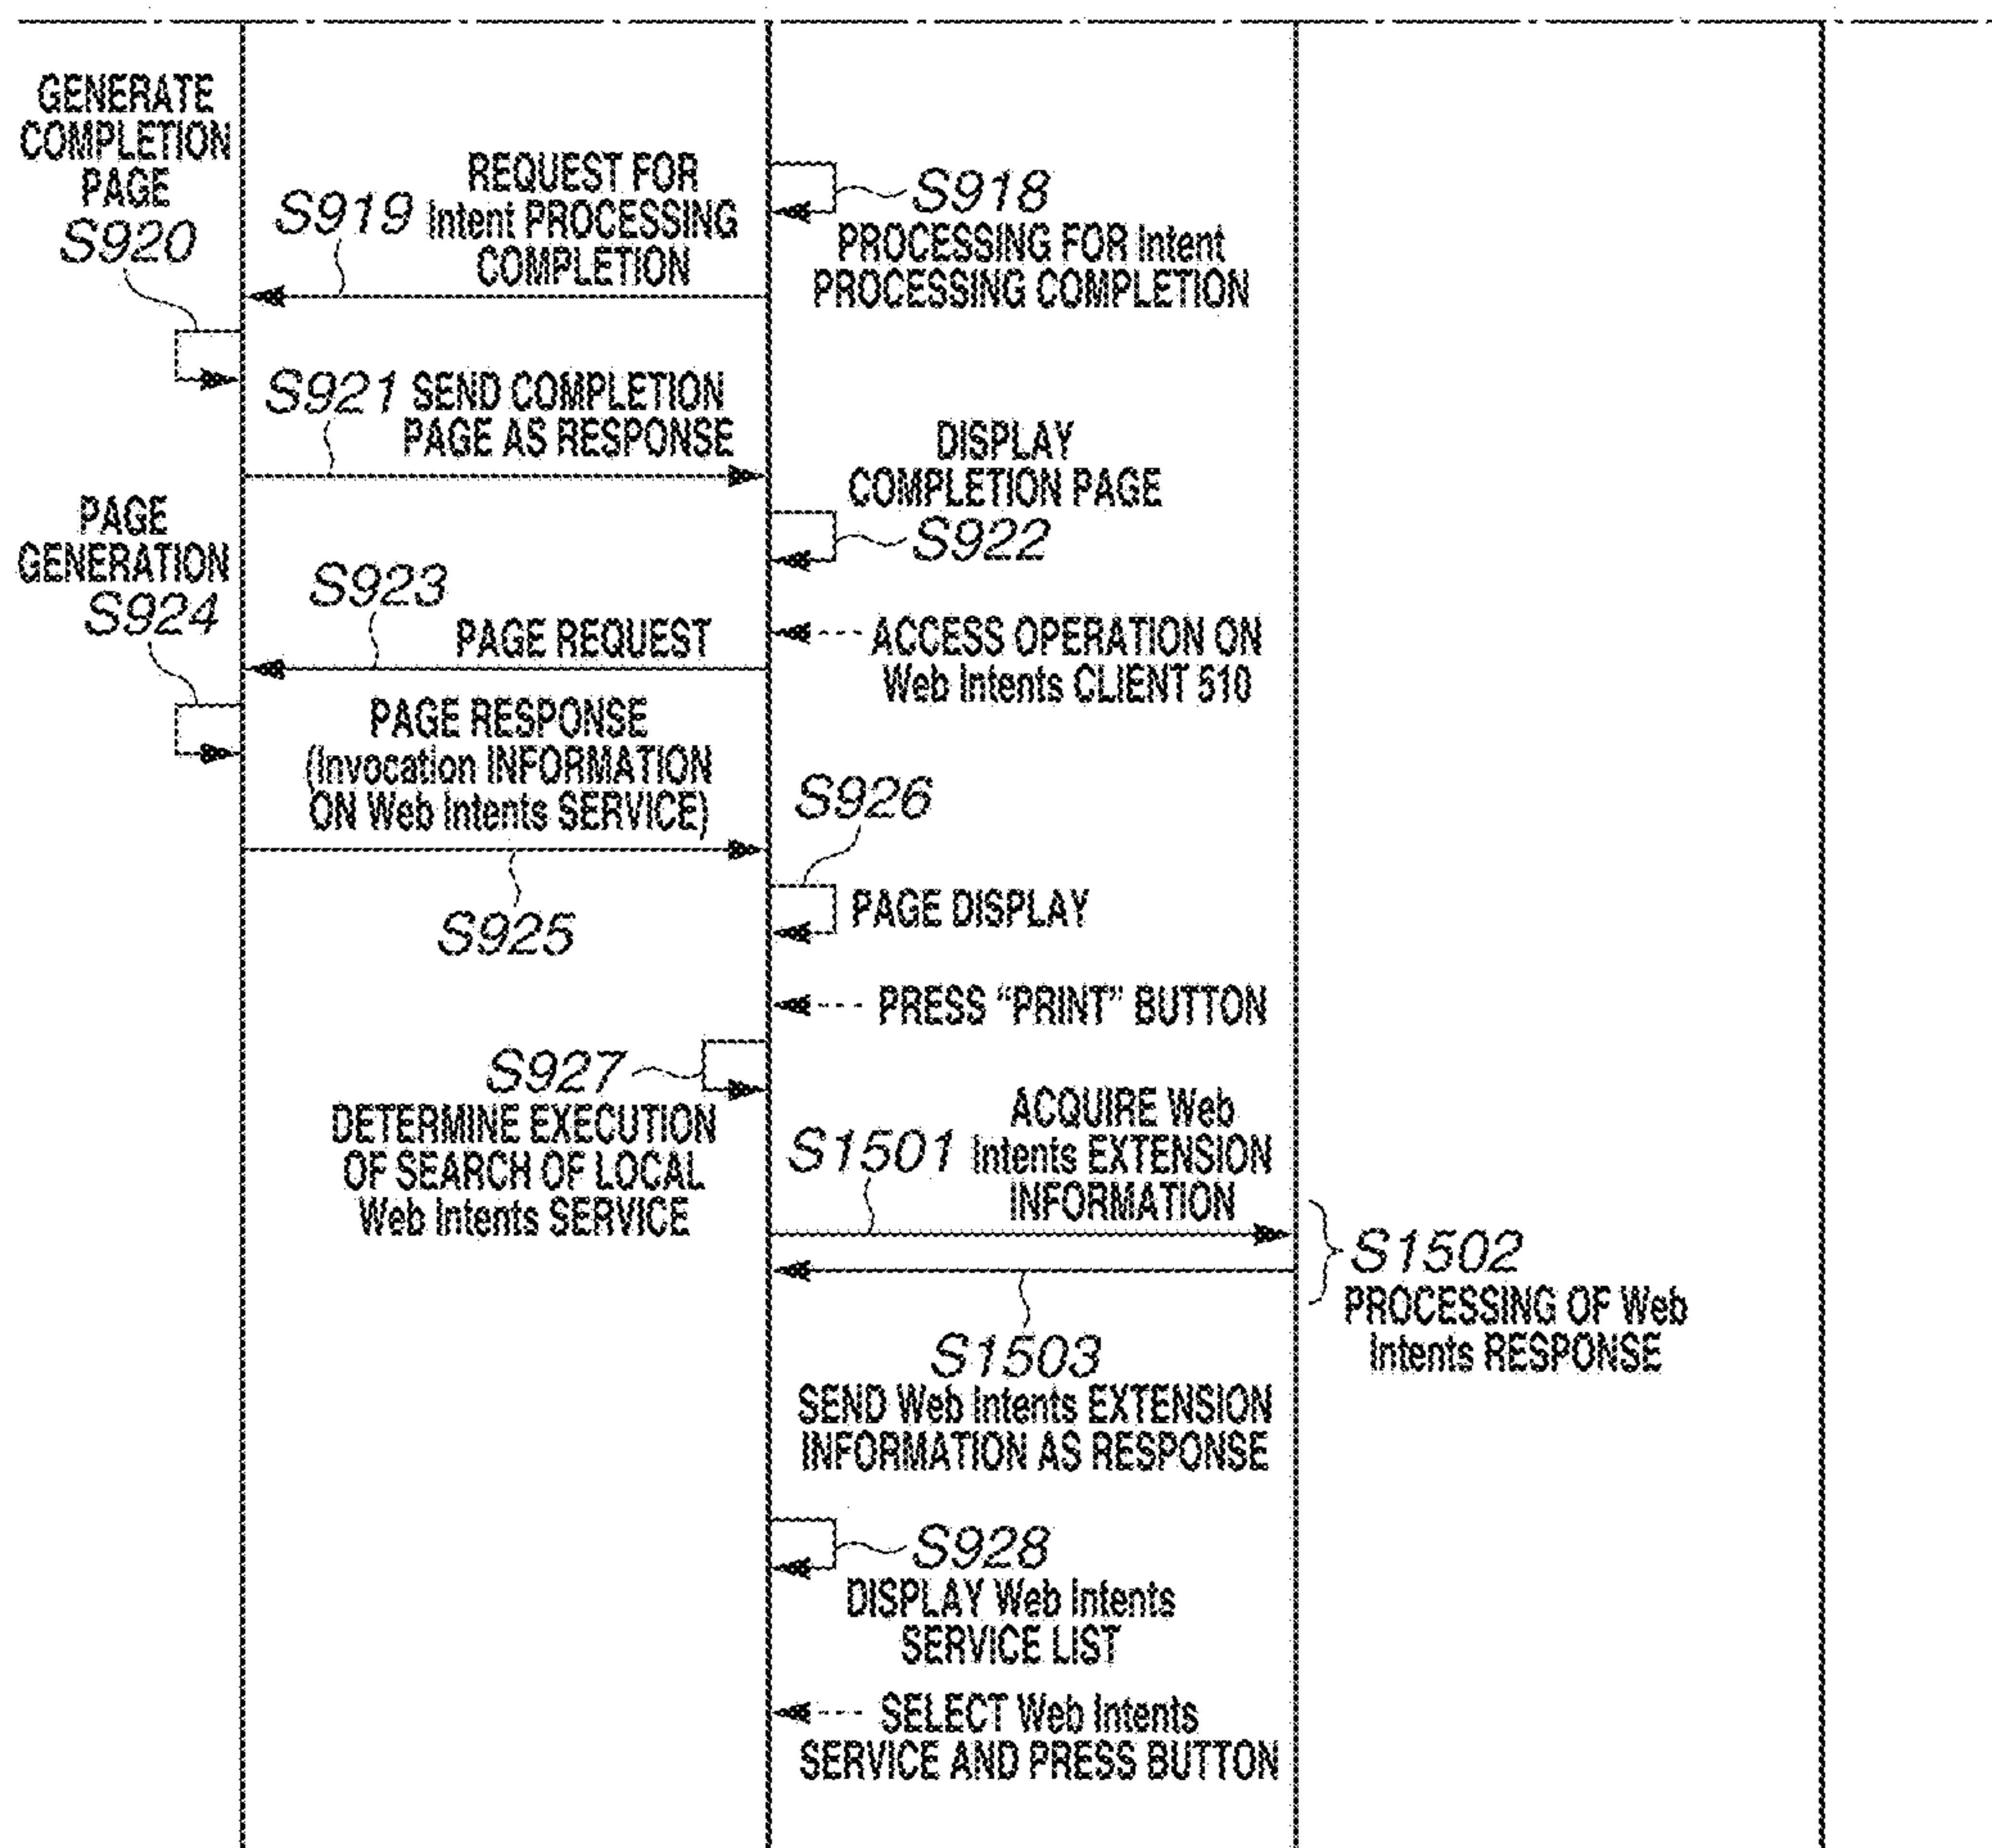 GENERATE
COMPLETION
PAGE
S920
S919
REQUEST FOR
Intent PROCESSING
COMPLETION
S918
PROCESSING FOR Intent
PROCESSING COMPLETION
S921
SEND COMPLETION
PAGE AS RESPONSE
DISPLAY
COMPLETION PAGE
S922
PAGE
GENERATION
S924
S923
PAGE REQUEST
ACCESS OPERATION ON
Web Intents CLIENT 510
PAGE RESPONSE
(Invocation INFORMATION
ON Web Intents SERVICE)
S925
S926
PAGE DISPLAY
PRESS “PRINT” BUTTON
S927
DETERMINE EXECUTION
OF SEARCH OF LOCAL
Web Intents SERVICE
S1501
ACQUIRE Web
Intents EXTENSION
INFORMATION
S1502
PROCESSING OF Web
Intents RESPONSE
S1503
SEND Web Intents EXTENSION
INFORMATION AS RESPONSE
S928
DISPLAY Web Intents
SERVICE LIST
SELECT Web Intents
SERVICE AND PRESS BUTTON